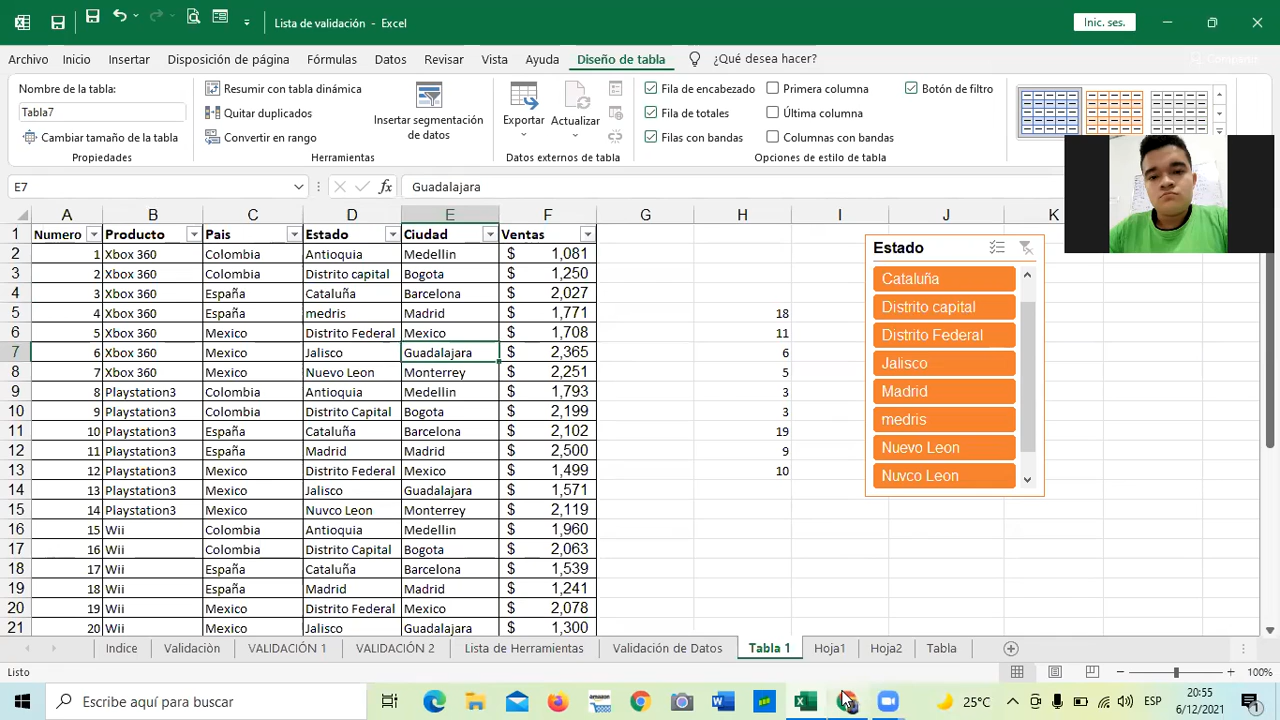 Lista de validación - Excel
Inic. ses.
Archivo Inicio Insertar Disposición de página Fórmulas Datos Revisar Vista Ayuda Diseño de tabla ¿Qué desea hacer?
Nombre de la tabla:
Tabla7
Cambiar tamaño de la tabla
Propiedades
Resumir con tabla dinámica
Quitar duplicados
Convertir en rango
Insertar segmentación de datos
Herramientas
Exportar
Actualizar
Datos externos de tabla
Fila de encabezado
Fila de totales
Filas con bandas
Primera columna
Última columna
Columnas con bandas
Botón de filtro
Opciones de estilo de tabla
E7 fx Guadalajara
A B C D E F G H I J K
1 Numero Producto Pais Estado Ciudad Ventas
2 1 Xbox 360 Colombia Antioquia Medellin $ 1,081
3 2 Xbox 360 Colombia Distrito capital Bogota $ 1,250
4 3 Xbox 360 España Cataluña Barcelona $ 2,027
5 4 Xbox 360 España medris Madrid $ 1,771 18
6 5 Xbox 360 Mexico Distrito Federal Mexico $ 1,708 11
7 6 Xbox 360 Mexico Jalisco Guadalajara $ 2,365 6
8 7 Xbox 360 Mexico Nuevo Leon Monterrey $ 2,251 5
9 8 Playstation3 Colombia Antioquia Medellin $ 1,793 3
10 9 Playstation3 Colombia Distrito Capital Bogota $ 2,199 3
11 10 Playstation3 España Cataluña Barcelona $ 2,102 19
12 11 Playstation3 España Madrid Madrid $ 2,500 9
13 12 Playstation3 Mexico Distrito Federal Mexico $ 1,499 10
14 13 Playstation3 Mexico Jalisco Guadalajara $ 1,571
15 14 Playstation3 Mexico Nuvco Leon Monterrey $ 2,119
16 15 Wii Colombia Antioquia Medellin $ 1,960
17 16 Wii Colombia Distrito Capital Bogota $ 2,063
18 17 Wii España Cataluña Barcelona $ 1,539
19 18 Wii España Madrid Madrid $ 1,241
20 19 Wii Mexico Distrito Federal Mexico $ 2,078
21 20 Wii Mexico Jalisco Guadalajara $ 1,300
Estado
Cataluña
Distrito capital
Distrito Federal
Jalisco
Madrid
medris
Nuevo Leon
Nuvco Leon
Indice Validaciòn VALIDACIÓN 1 VALIDACIÓN 2 Lista de Herramientas Validación de Datos Tabla 1 Hoja1 Hoja2 Tabla
Listo 100%
Escribe aquí para buscar
25°C ESP
20:55
6/12/2021